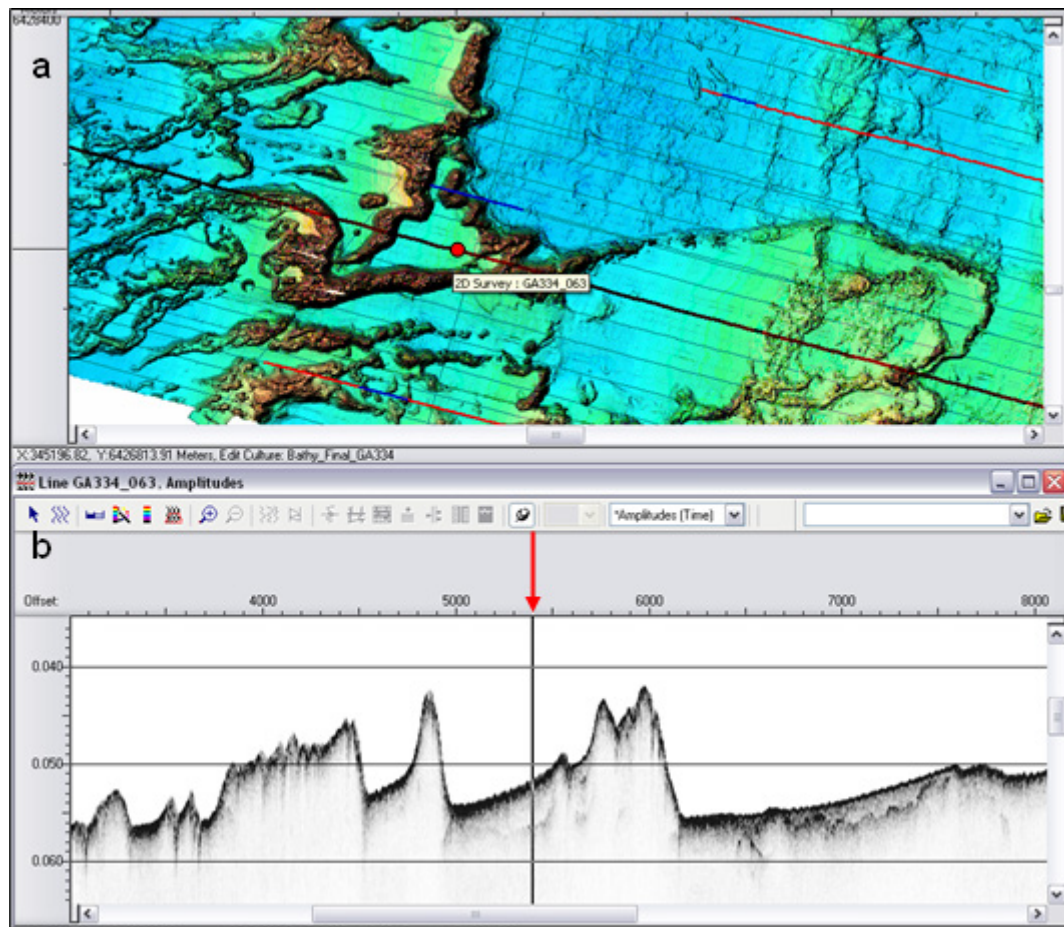 6428400
a
2D Survey : GA334_063
X:345196.82, Y:6426813.91 Meters, Edit Culture: Bathy_Final_GA334
Line GA334_063, Amplitudes
*Amplitudes (Time)
b
Offset: 4000 5000 6000 7000 8000
0.040
0.050
0.060